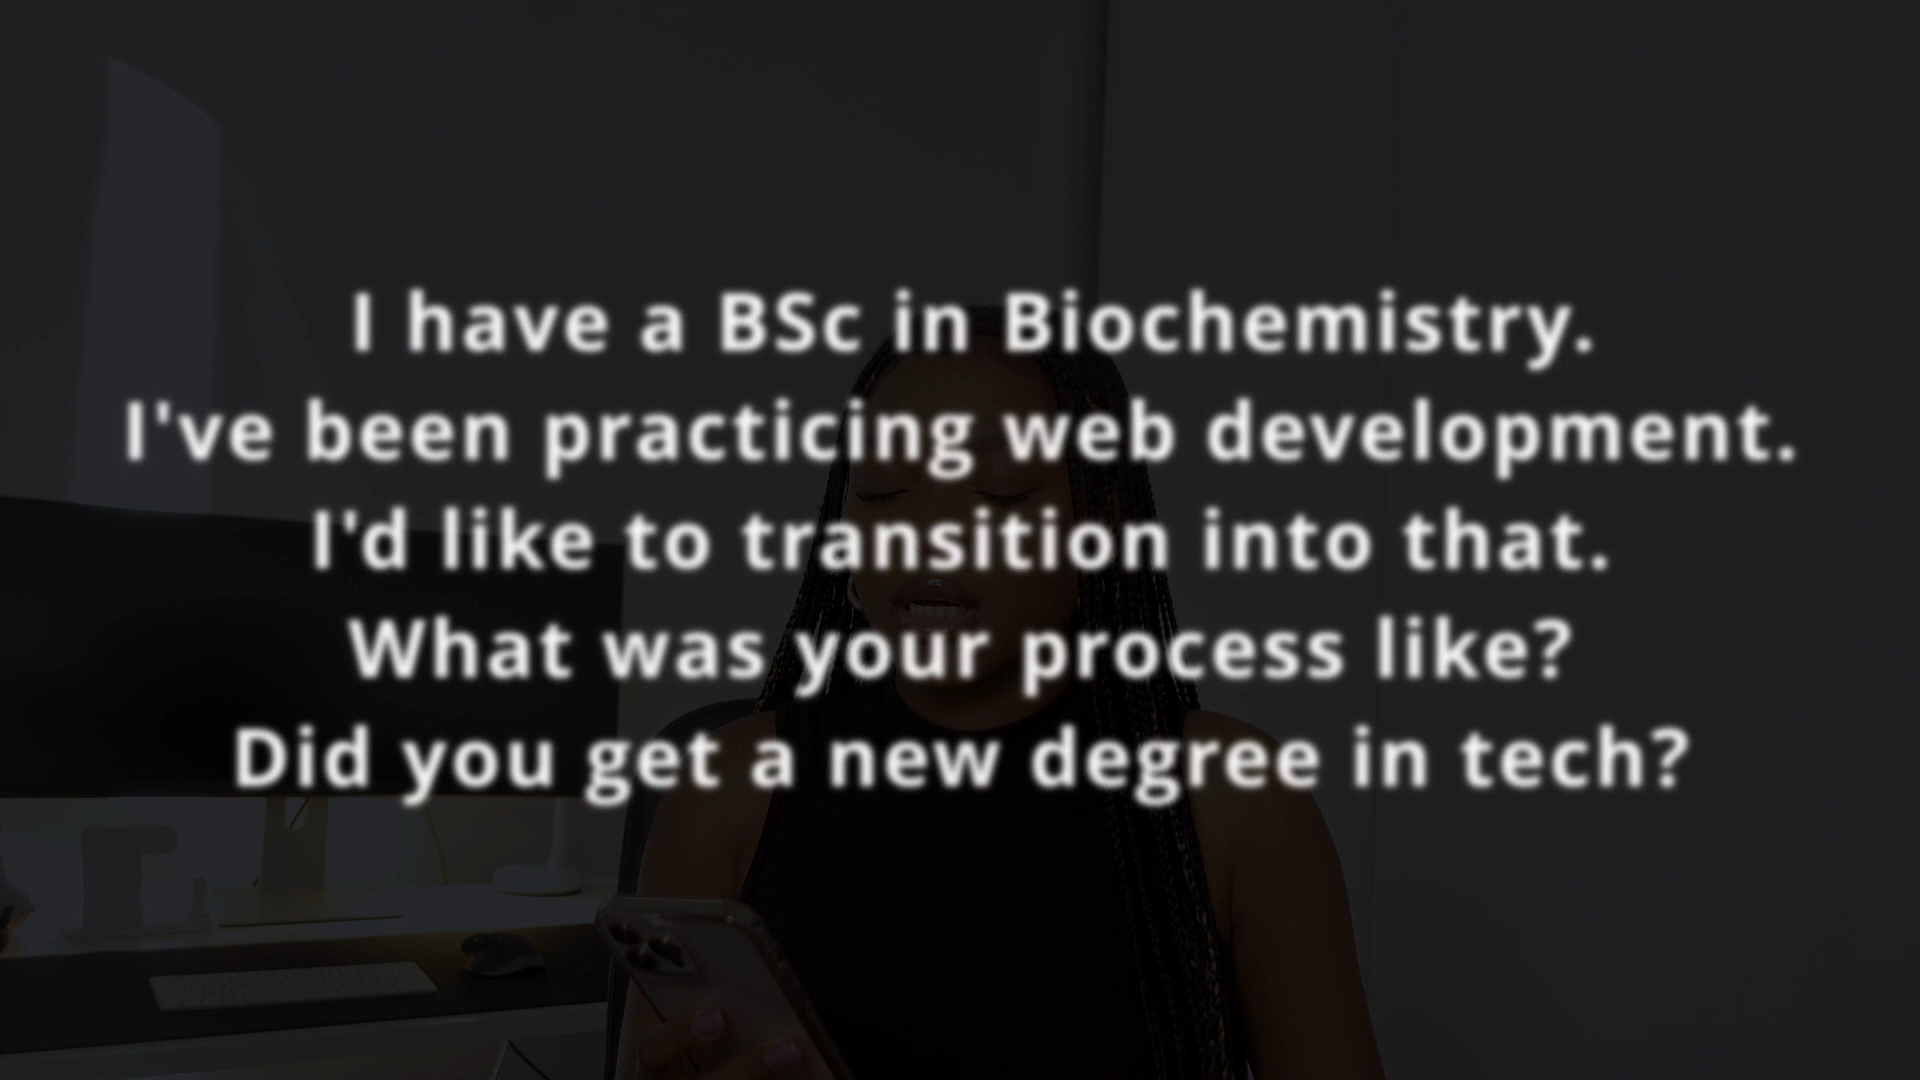 I have a BSc in Biochemistry.
I've been practicing web development.
I'd like to transition into that.
What was your process like?
Did you get a new degree in tech?